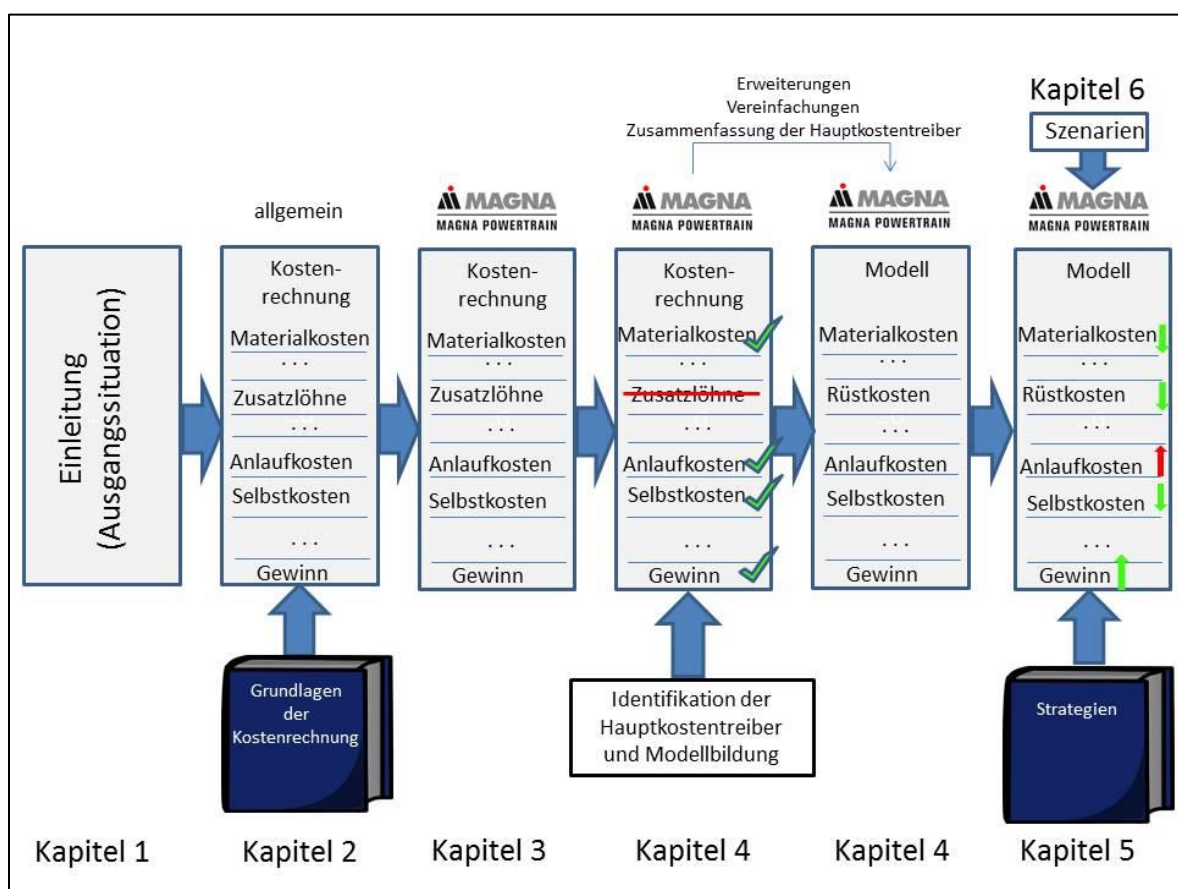 Erweiterungen
Vereinfachungen
Zusammenfassung der Hauptkostentreiber
Kapitel 6
Szenarien
allgemein
MAGNA
MAGNA POWERTRAIN
MAGNA
MAGNA POWERTRAIN
MAGNA
MAGNA POWERTRAIN
MAGNA
MAGNA POWERTRAIN
Einleitung
(Ausgangssituation)
Kosten-
rechnung
Materialkosten
...
Zusatzlöhne
...
Anlaufkosten
Selbstkosten
...
Gewinn
Kosten-
rechnung
Materialkosten
...
Zusatzlöhne
...
Anlaufkosten
Selbstkosten
...
Gewinn
Kosten-
rechnung
Materialkosten
...
Zusatzlöhne
...
Anlaufkosten
Selbstkosten
...
Gewinn
Modell
Materialkosten
...
Rüstkosten
...
Anlaufkosten
Selbstkosten
...
Gewinn
Modell
Materialkosten
...
Rüstkosten
...
Anlaufkosten
Selbstkosten
...
Gewinn
Grundlagen
der
Kostenrechnung
Identifikation der
Hauptkostentreiber
und Modellbildung
Strategien
Kapitel 1
Kapitel 2
Kapitel 3
Kapitel 4
Kapitel 4
Kapitel 5